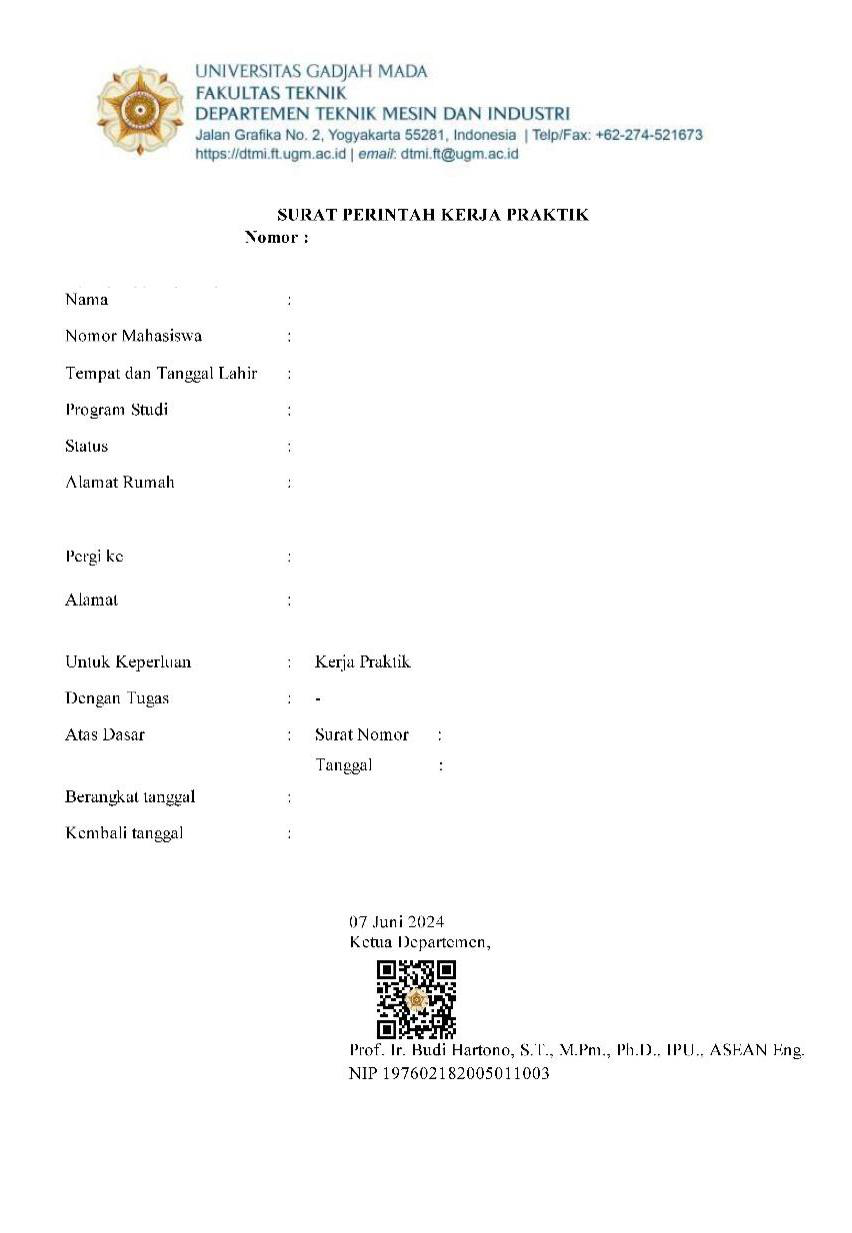 UNIVERSITAS GADJAH MADA
FAKULTAS TEKNIK
DEPARTEMEN TEKNIK MESIN DAN INDUSTRI
Jalan Grafika No. 2, Yogyakarta 55281, Indonesia | Telp/Fax: +62-274-521673
https://dtmi.ft.ugm.ac.id | email: dtmi.ft@ugm.ac.id
SURAT PERINTAH KERJA PRAKTIK
Nomor :
Nama :
Nomor Mahasiswa :
Tempat dan Tanggal Lahir :
Program Studi :
Status :
Alamat Rumah :
Pergi ke :
Alamat :
Untuk Keperluan : Kerja Praktik
Dengan Tugas : -
Atas Dasar : Surat Nomor :
Tanggal :
Berangkat tanggal :
Kembali tanggal :
07 Juni 2024
Ketua Departemen,
Prof. Ir. Budi Hartono, S.T., M.Pm., Ph.D., IPU., ASEAN Eng.
NIP 197602182005011003